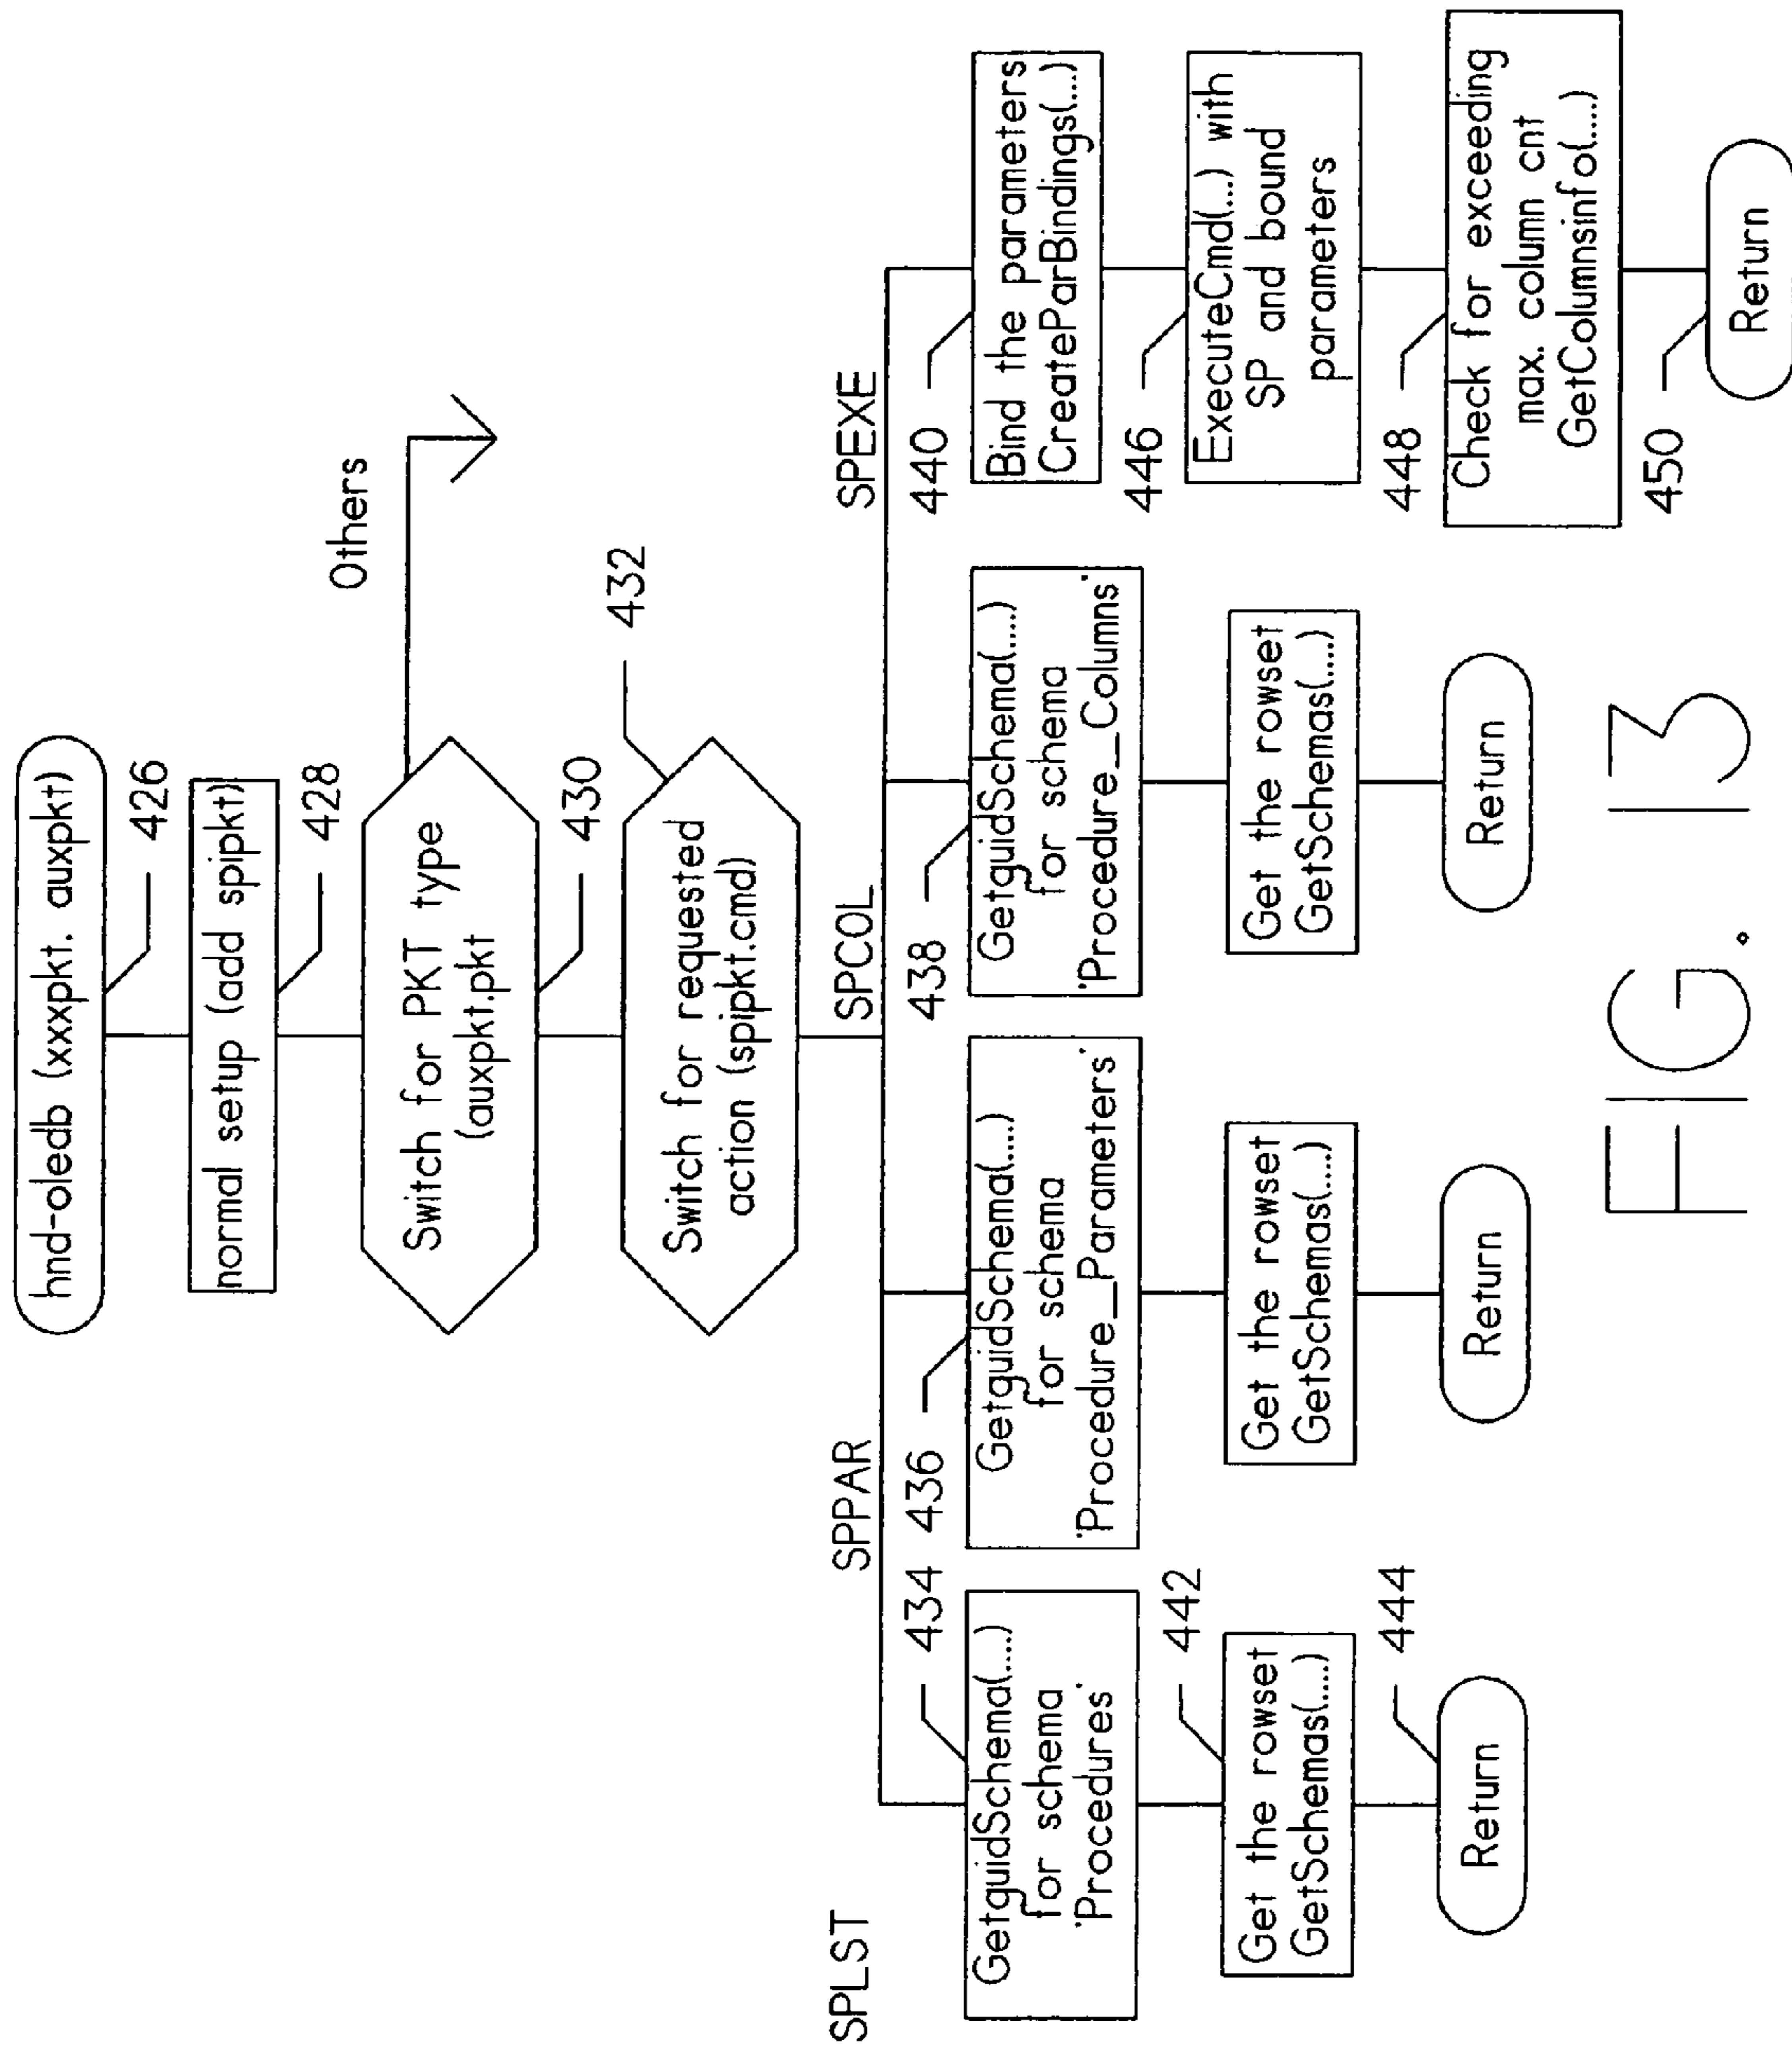 hnd-oledb (xxxpkt. auxpkt)
426
normal setup (add spipkt)
428
Others
Switch for PKT type
(auxpkt.pkt
430
432
Switch for requested
action (spipkt.cmd)
SPLST
SPPAR
SPCOL
SPEXE
434
GetguidSchema(....)
for schema
'Procedures'
442
Get the rowset
GetSchemas(....)
444
Return
436
GetguidSchema(....)
for schema
'Procedure_Parameters'
Get the rowset
GetSchemas(....)
Return
438
GetguidSchema(....)
for schema
'Procedure_Columns'
Get the rowset
GetSchemas(....)
Return
440
Bind the parameters
CreateParBindings(...)
446
ExecuteCmd(...) with
SP and bound
parameters
448
Check for exceeding
max. column cnt
GetColumnsinfo(....)
450
Return
FIG. 13